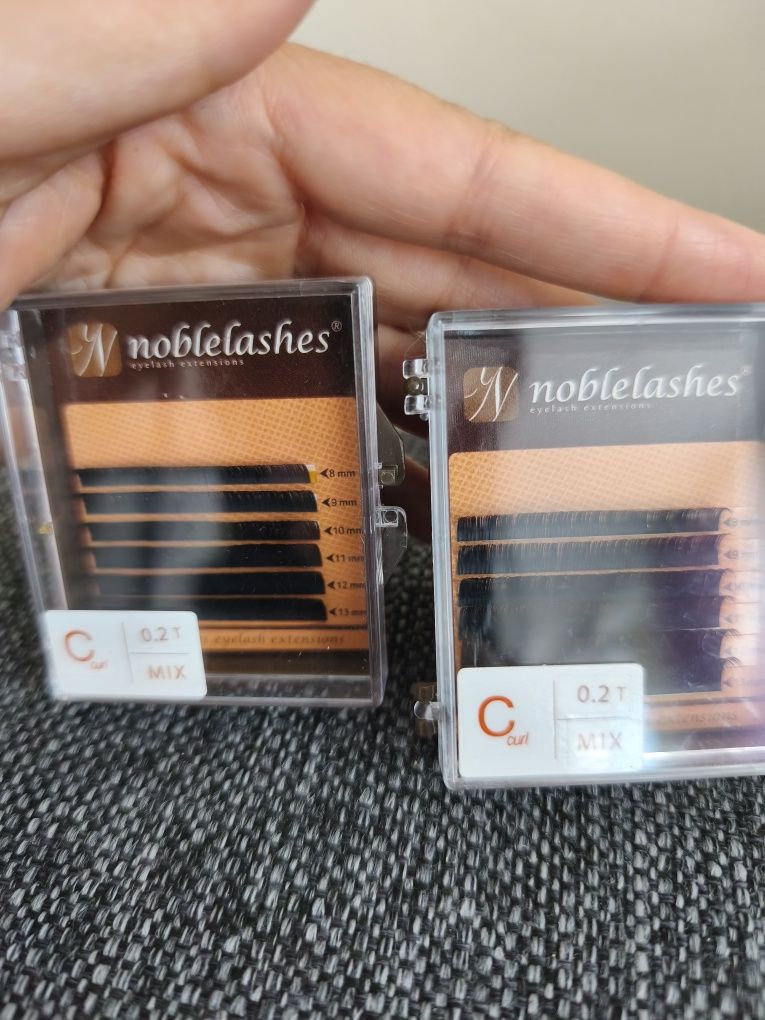 noblelashes®
eyelash extensions
8 mm
9 mm
10 mm
11 mm
12 mm
13 mm
eyelash extensions
C curl
0.2 T
MIX
noblelashes®
eyelash extensions
extensions
C curl
0.2 T
MIX